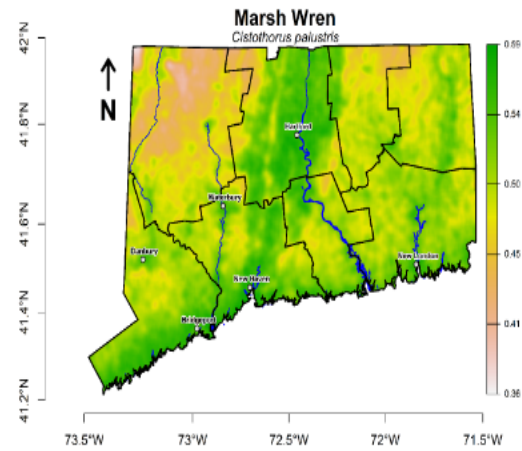 Marsh Wren
Cistothorus palustris
N
42°N
41.8°N
41.6°N
41.4°N
41.2°N
73.5°W
73°W
72.5°W
72°W
71.5°W
0.59
0.54
0.50
0.45
0.41
0.36
Hartford
Waterbury
Danbury
New Haven
New London
Bridgeport